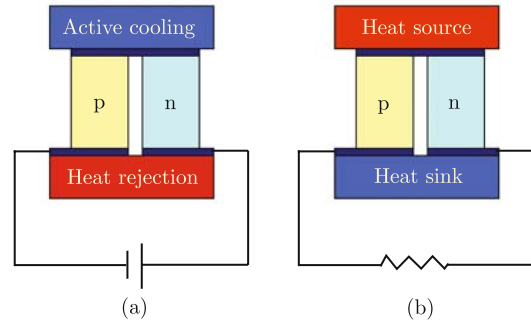 Active cooling
p
n
Heat rejection
(a)
Heat source
p
n
Heat sink
(b)